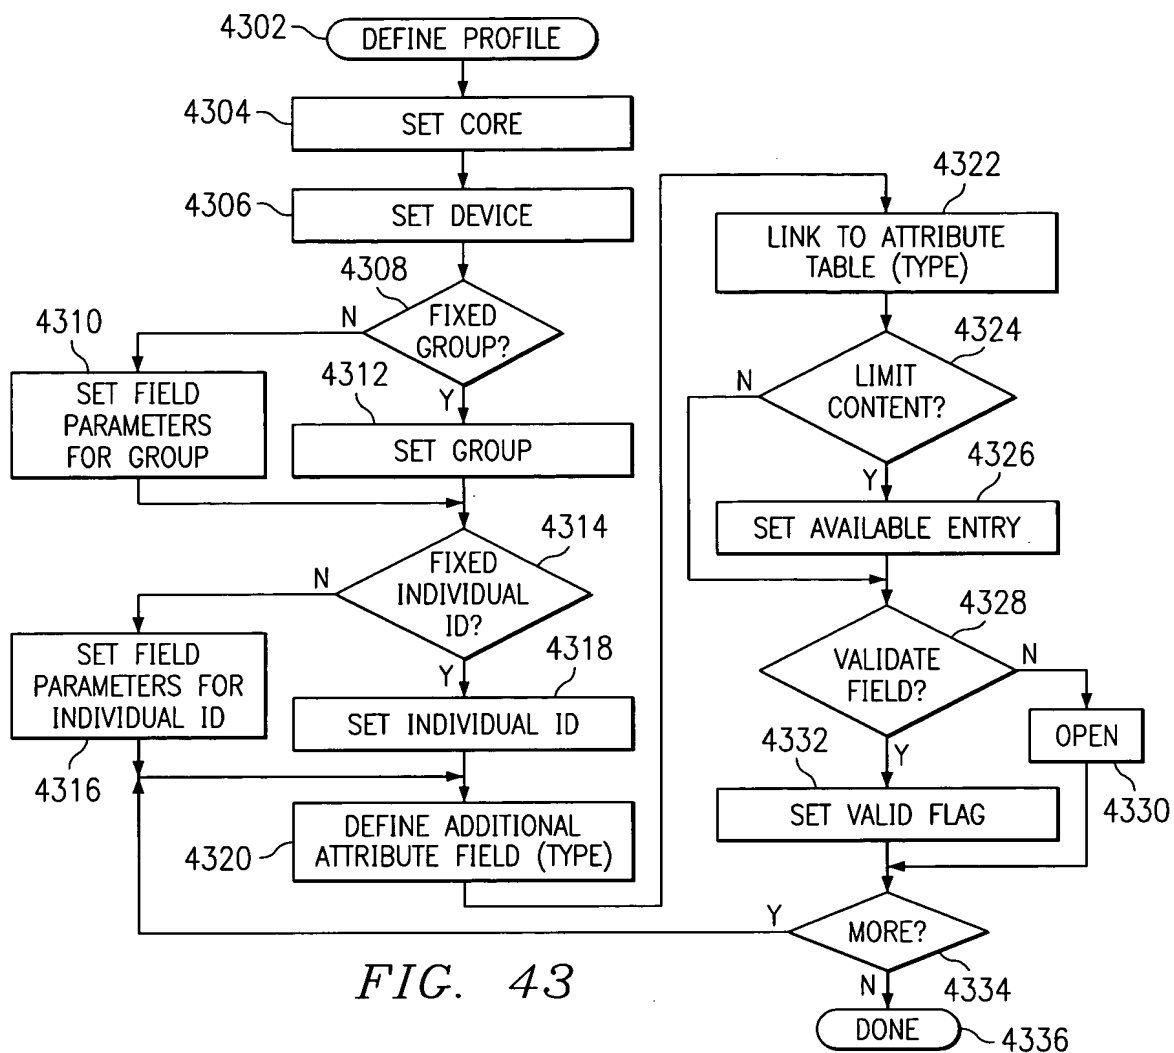 4302
DEFINE PROFILE
4304
SET CORE
4306
SET DEVICE
4308
FIXED
GROUP?
N
Y
4310
SET FIELD
PARAMETERS
FOR GROUP
4312
SET GROUP
4314
FIXED
INDIVIDUAL
ID?
N
Y
SET FIELD
PARAMETERS FOR
INDIVIDUAL ID
4316
4318
SET INDIVIDUAL ID
4320
DEFINE ADDITIONAL
ATTRIBUTE FIELD (TYPE)
4322
LINK TO ATTRIBUTE
TABLE (TYPE)
4324
LIMIT
CONTENT?
N
Y
4326
SET AVAILABLE ENTRY
4328
VALIDATE
FIELD?
N
Y
OPEN
4330
4332
SET VALID FLAG
MORE?
Y
N
4334
DONE
4336
FIG. 43